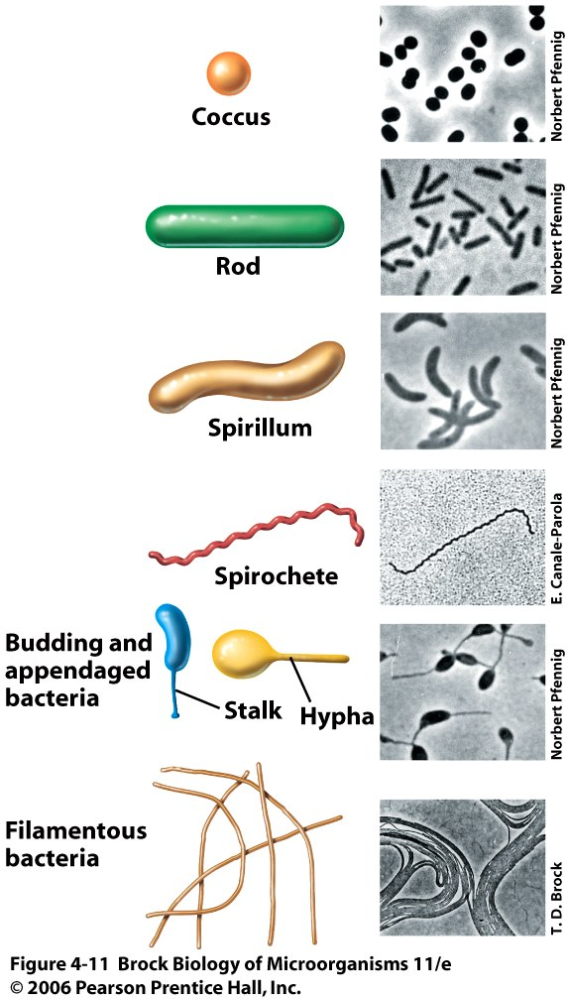 Coccus
Norbert Pfennig
Rod
Norbert Pfennig
Spirillum
Norbert Pfennig
Spirochete
E. Canale-Parola
Budding and
appendaged
bacteria
Stalk
Hypha
Norbert Pfennig
Filamentous
bacteria
T. D. Brock
Figure 4-11 Brock Biology of Microorganisms 11/e
© 2006 Pearson Prentice Hall, Inc.